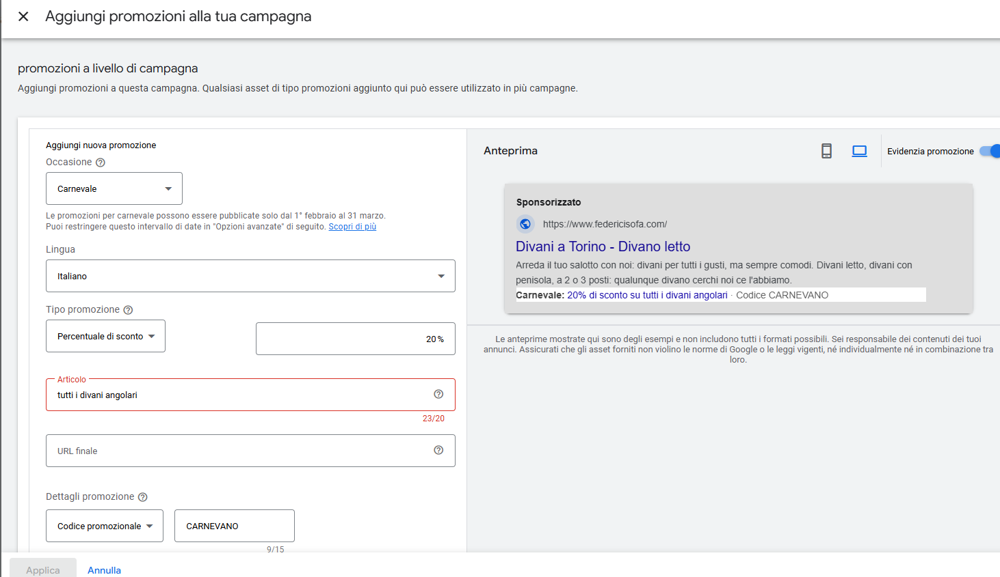 Aggiungi promozioni alla tua campagna
promozioni a livello di campagna
Aggiungi promozioni a questa campagna. Qualsiasi asset di tipo promozioni aggiunto qui può essere utilizzato in più campagne.
Aggiungi nuova promozione
Occasione
Carnevale
Le promozioni per carnevale possono essere pubblicate solo dal 1° febbraio al 31 marzo.
Puoi restringere questo intervallo di date in "Opzioni avanzate" di seguito. Scopri di più
Lingua
Italiano
Tipo promozione
Percentuale di sconto
20 %
Articolo
tutti i divani angolari
23/20
URL finale
Dettagli promozione
Codice promozionale
CARNEVANO
9/15
Applica
Annulla
Anteprima
Evidenzia promozione
Sponsorizzato
https://www.federicisofa.com/
Divani a Torino - Divano letto
Arreda il tuo salotto con noi: divani per tutti i gusti, ma sempre comodi. Divani letto, divani con
penisola, a 2 o 3 posti: qualunque divano cerchi noi ce l'abbiamo.
Carnevale: 20% di sconto su tutti i divani angolari · Codice CARNEVANO
Le anteprime mostrate qui sono degli esempi e non includono tutti i formati possibili. Sei responsabile dei contenuti dei tuoi
annunci. Assicurati che gli asset forniti non violino le norme di Google o le leggi vigenti, né individualmente né in combinazione tra
loro.